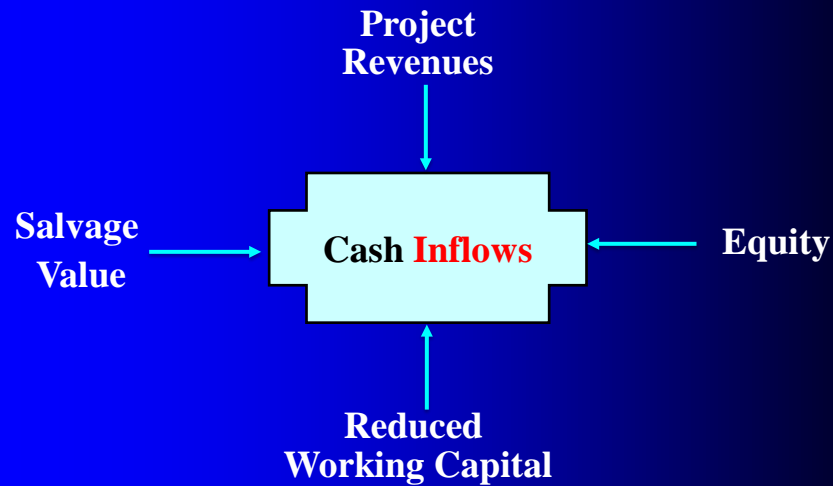 Project
Revenues
Salvage
Value
Cash Inflows
Equity
Reduced
Working Capital